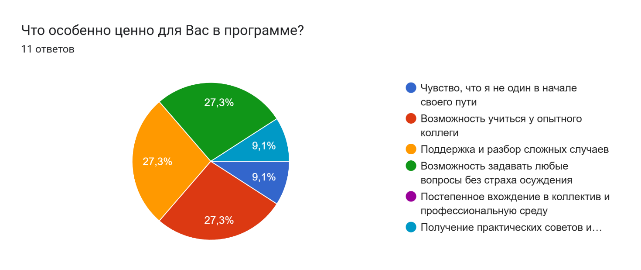 Что особенно ценно для Вас в программе?
11 ответов
27,3%
9,1%
27,3%
9,1%
27,3%
Чувство, что я не один в начале
своего пути
Возможность учиться у опытного
коллеги
Поддержка и разбор сложных случаев
Возможность задавать любые
вопросы без страха осуждения
Постепенное вхождение в коллектив и
профессиональную среду
Получение практических советов и…